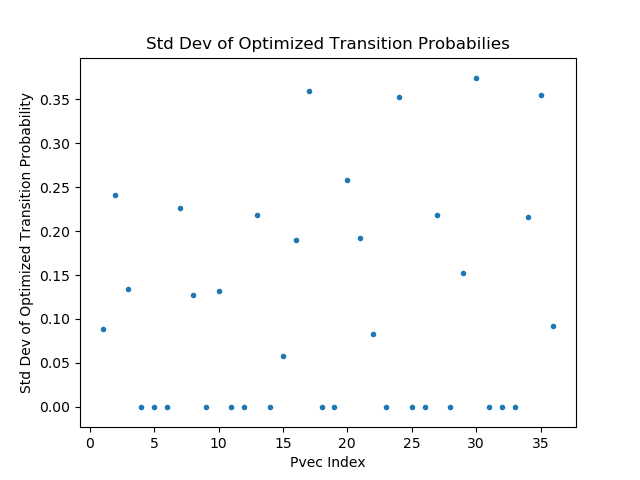 Std Dev of Optimized Transition Probabilies
Std Dev of Optimized Transition Probability
0.35
0.30
0.25
0.20
0.15
0.10
0.05
0.00
0 5 10 15 20 25 30 35
Pvec Index